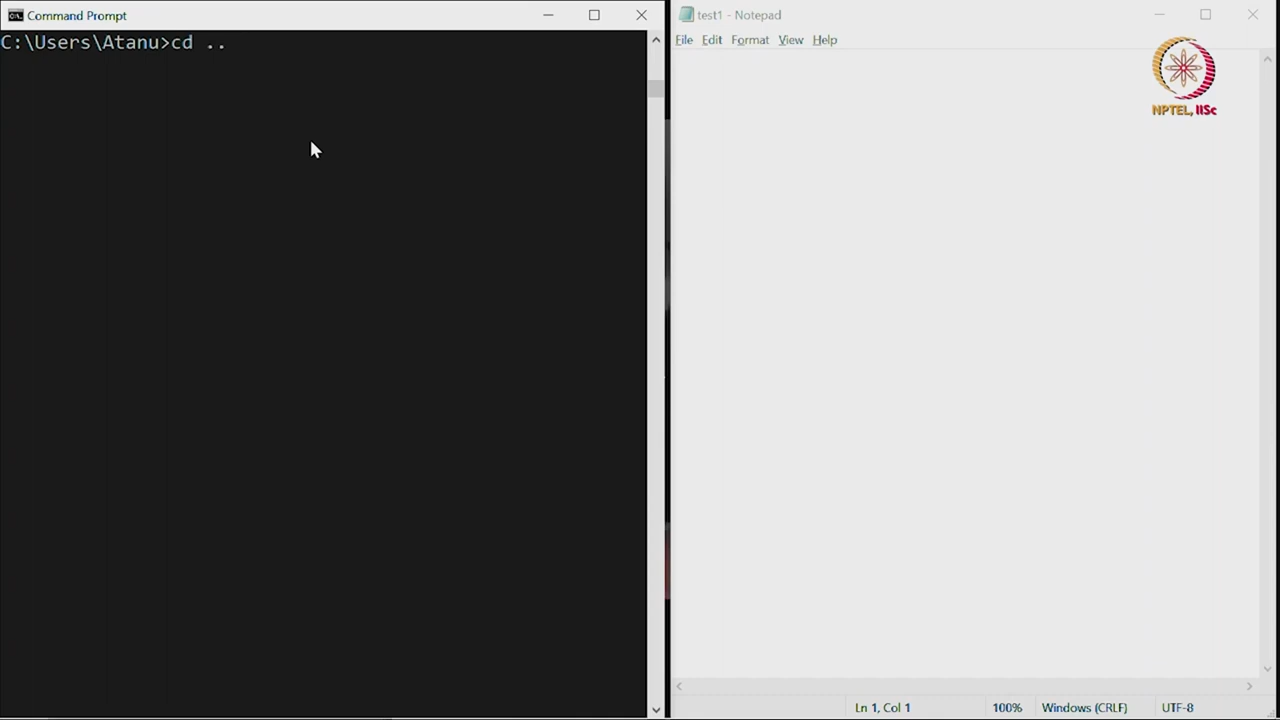 Command Prompt
C:\Users\Atanu>cd ..
test1 - Notepad
File Edit Format View Help
NPTEL, IISc
Ln 1, Col 1 100% Windows (CRLF) UTF-8